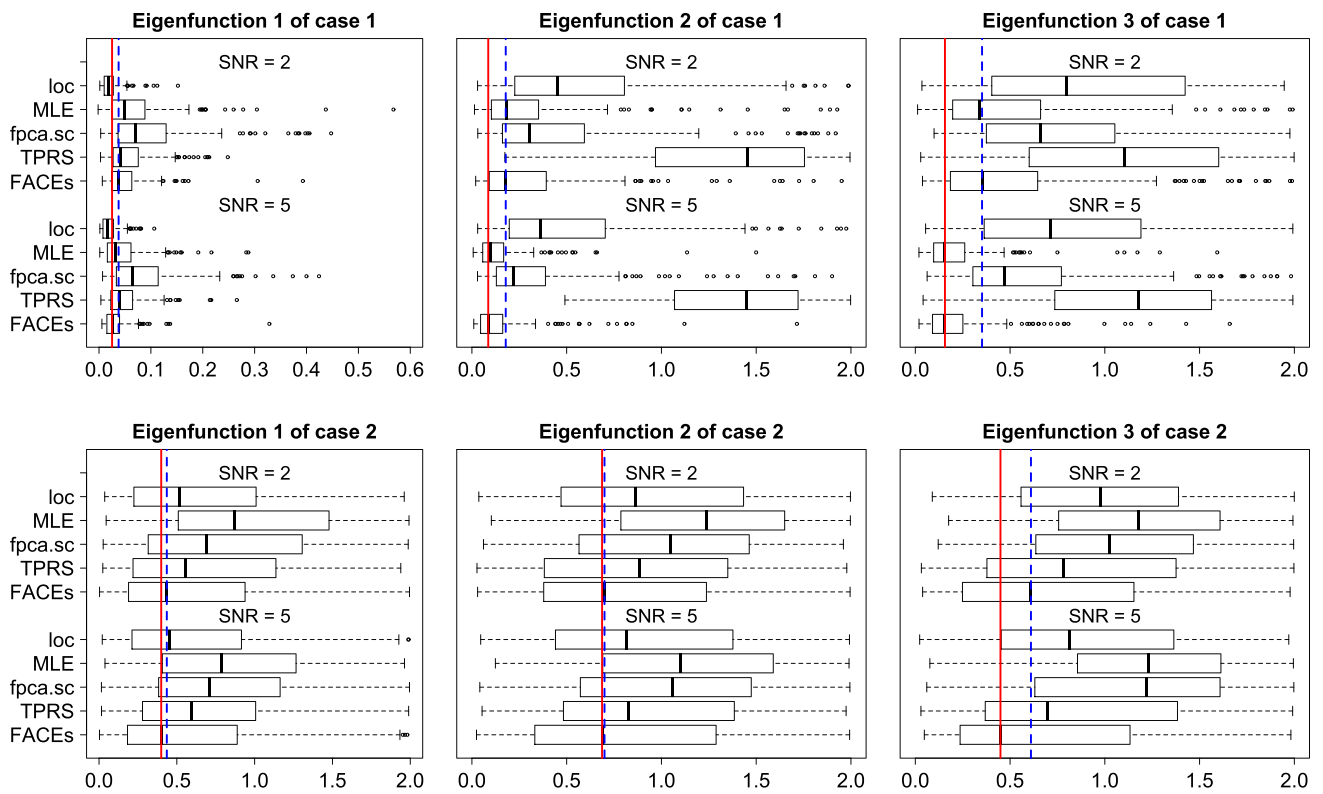 Eigenfunction 1 of case 1
SNR = 2
loc
MLE
fpca.sc
TPRS
FACEs
SNR = 5
loc
MLE
fpca.sc
TPRS
FACEs
0.0 0.1 0.2 0.3 0.4 0.5 0.6
Eigenfunction 2 of case 1
SNR = 2
SNR = 5
0.0 0.5 1.0 1.5 2.0
Eigenfunction 3 of case 1
SNR = 2
SNR = 5
0.0 0.5 1.0 1.5 2.0
Eigenfunction 1 of case 2
SNR = 2
loc
MLE
fpca.sc
TPRS
FACEs
SNR = 5
loc
MLE
fpca.sc
TPRS
FACEs
0.0 0.5 1.0 1.5 2.0
Eigenfunction 2 of case 2
SNR = 2
SNR = 5
0.0 0.5 1.0 1.5 2.0
Eigenfunction 3 of case 2
SNR = 2
SNR = 5
0.0 0.5 1.0 1.5 2.0